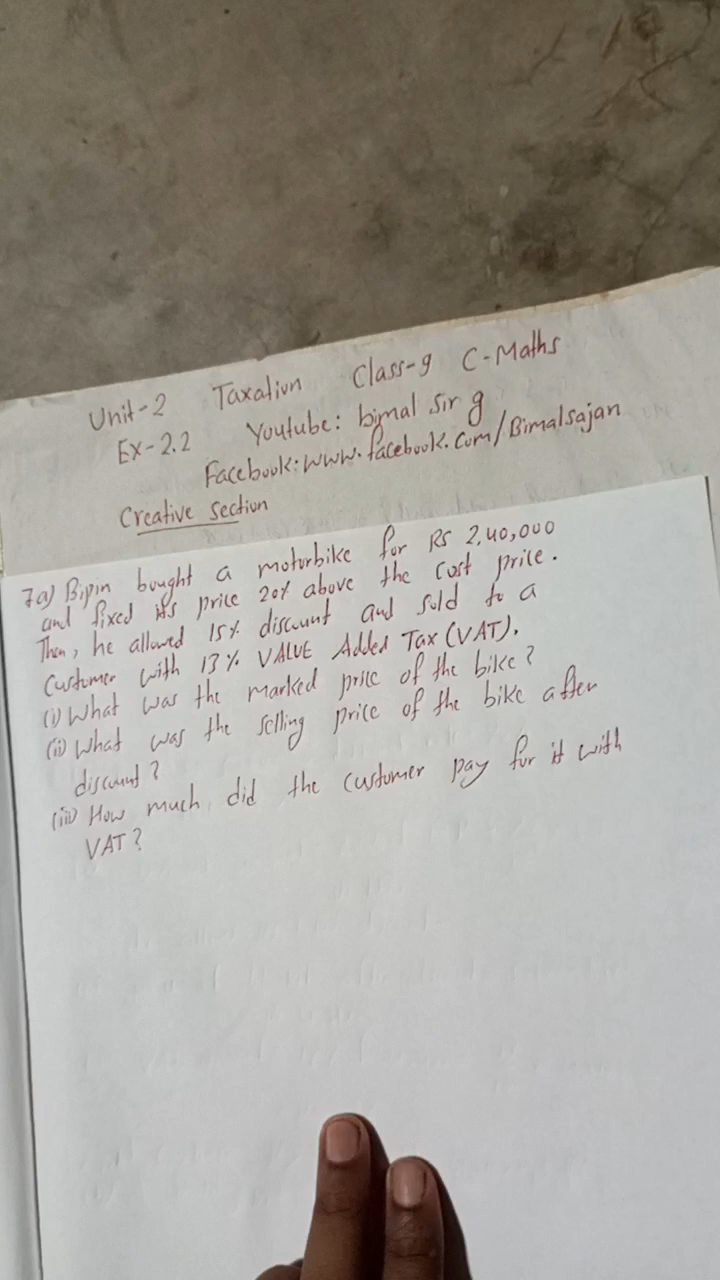 Unit-2 Taxation Class-9 C-Maths
Ex-2.2 Youtube: bimal sir g
Facebook: www.facebook.com/Bimalsajan
Creative section
7a) Bipin bought a motorbike for RS 2,40,000
and fixed its price 20% above the cost price.
Then, he allowed 15% discount and sold to a
customer with 13% VALUE Added Tax (VAT).
(i) What was the marked price of the bike?
(ii) What was the selling price of the bike after
discount?
(iii) How much did the customer pay for it with
VAT?